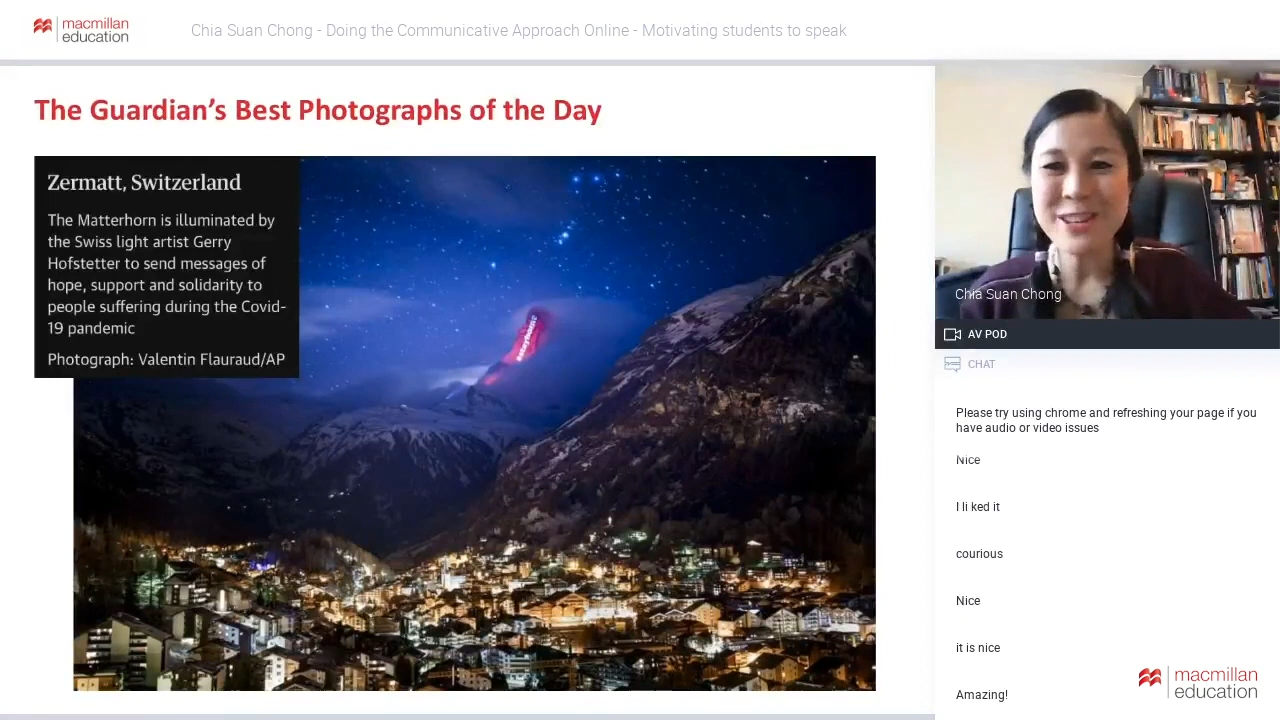 macmillan
education
Chia Suan Chong - Doing the Communicative Approach Online - Motivating students to speak
The Guardian's Best Photographs of the Day
Zermatt, Switzerland
The Matterhorn is illuminated by
the Swiss light artist Gerry
Hofstetter to send messages of
hope, support and solidarity to
people suffering during the Covid-
19 pandemic
Photograph: Valentin Flauraud/AP
#stayhome
Chia Suan Chong
AV POD
CHAT
Please try using chrome and refreshing your page if you
have audio or video issues
Nice
I li ked it
courious
Nice
it is nice
Amazing!
macmillan
education